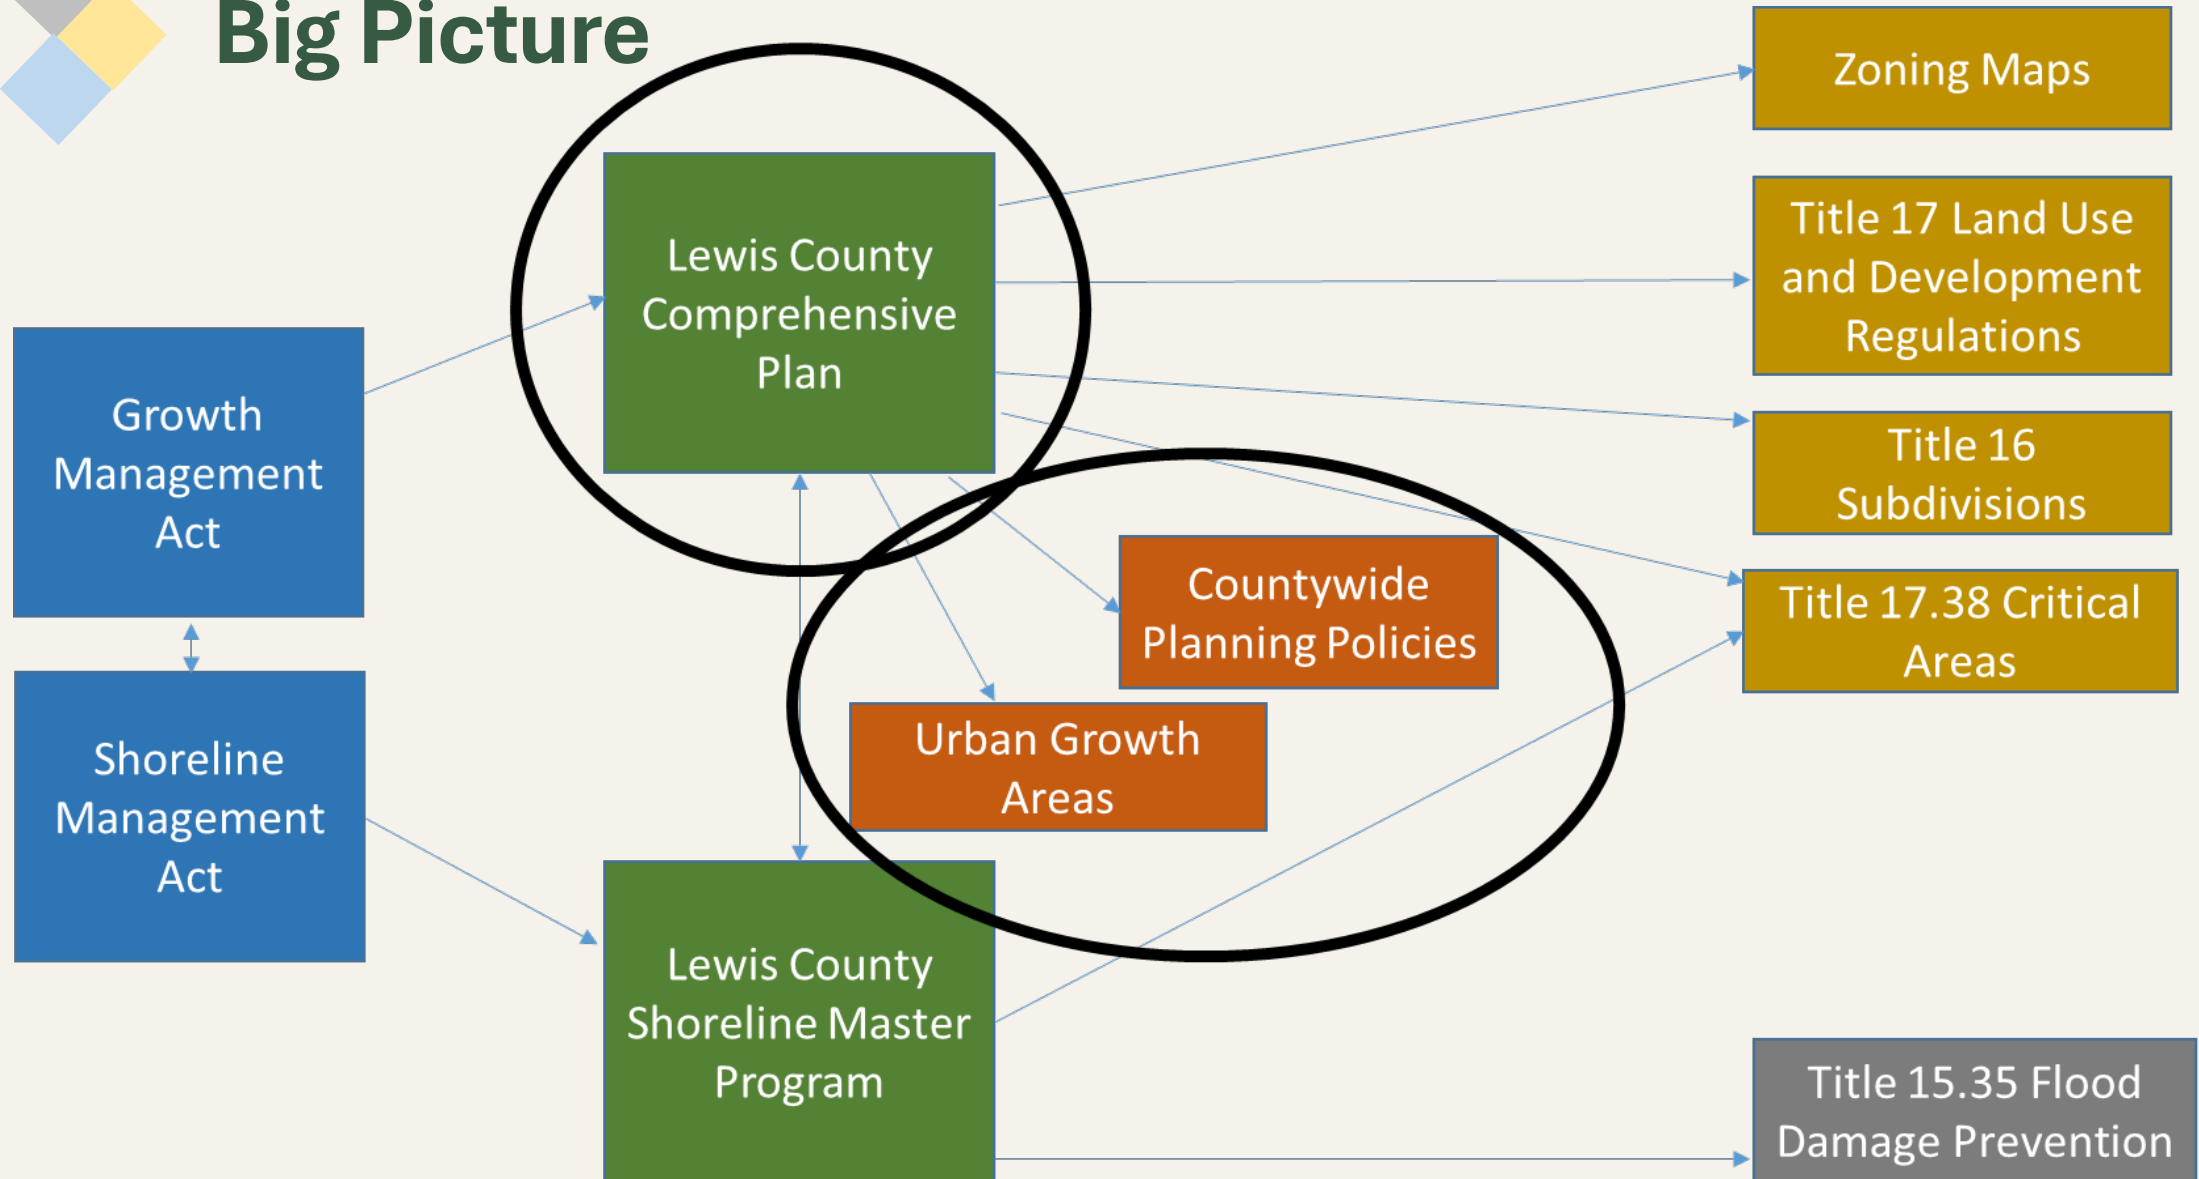 Big Picture
Zoning Maps
Title 17 Land Use
and Development
Regulations
Lewis County
Comprehensive
Plan
Growth
Management
Act
Title 16
Subdivisions
Countywide
Planning Policies
Title 17.38 Critical
Areas
Urban Growth
Areas
Shoreline
Management
Act
Lewis County
Shoreline Master
Program
Title 15.35 Flood
Damage Prevention